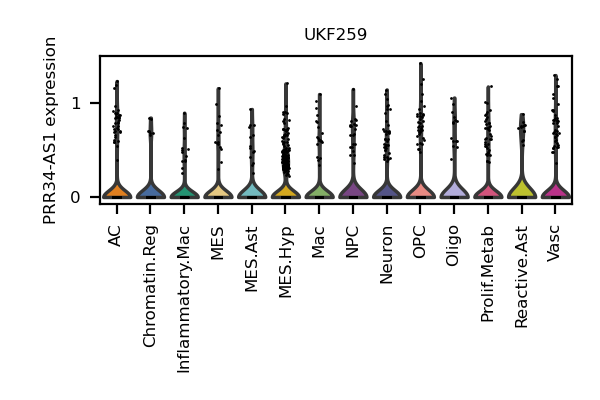 UKF259
PRR34-AS1 expression
1
0
AC
Chromatin.Reg
Inflammatory.Mac
MES
MES.Ast
MES.Hyp
Mac
NPC
Neuron
OPC
Oligo
Prolif.Metab
Reactive.Ast
Vasc